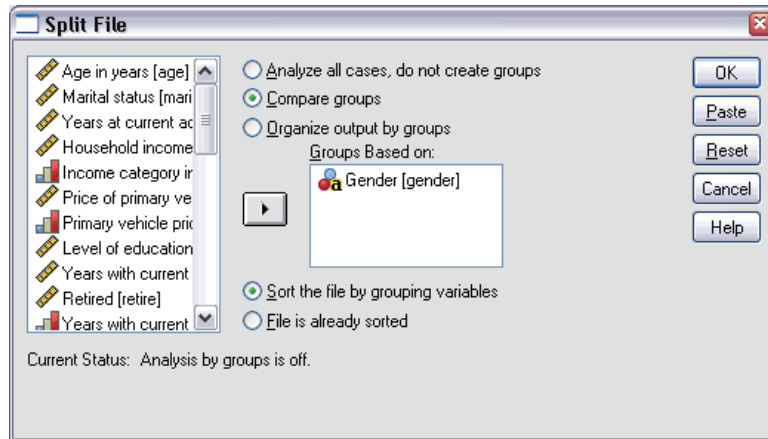 Split File
Age in years [age]
Marital status [mari
Years at current ad
Household income
Income category in
Price of primary ve
Primary vehicle pric
Level of education
Years with current
Retired [retire]
Years with current
Analyze all cases, do not create groups
Compare groups
Organize output by groups
Groups Based on:
a
Gender [gender]
Sort the file by grouping variables
File is already sorted
OK
Paste
Reset
Cancel
Help
Current Status: Analysis by groups is off.